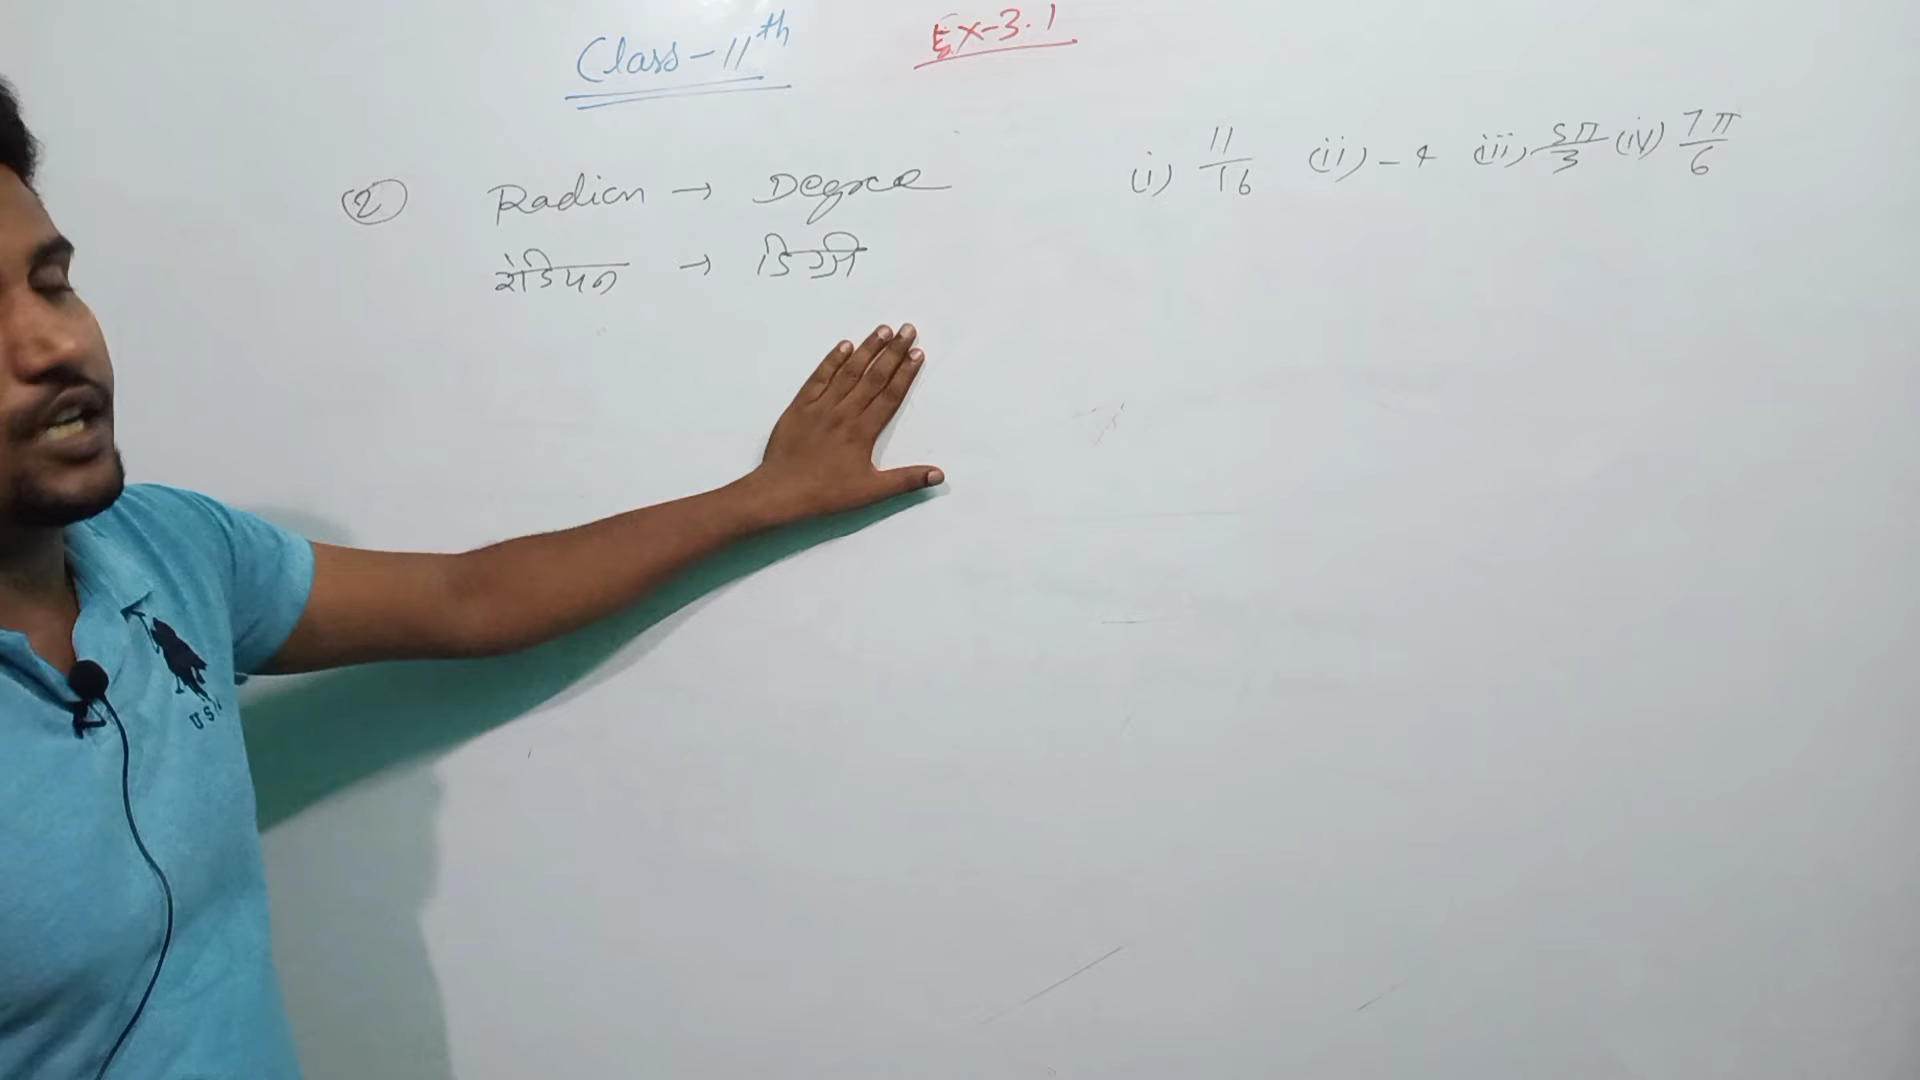 Class-11th
Ex-3.1
(i) 11/16 (ii) -4 (iii) 5π/3 (iv) 7π/6
② Radian → Degree
रेडियन → डिग्री
US